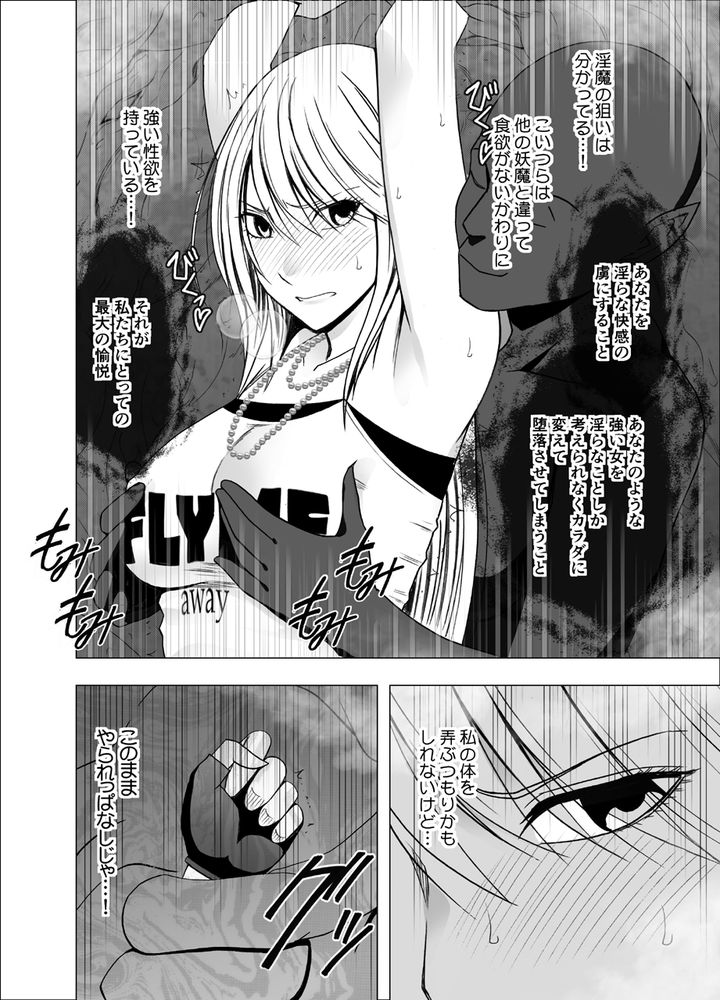 淫魔の狙いは
分かってる…！
こいつらは
他の妖魔と違って
食欲がないかわりに
強い性欲を
持っている…！
びくっ
びくっ
あなたを
淫らな快感の
虜にすること
それが
私たちにとっての
最大の愉悦
あなたのような
強い女を
淫らなことしか
考えられなくカラダに
変えて
堕落させてしまうこと
FLY ME
away
もみ
もみ
もみ
もみ
私の体を
弄ぶつもりかも
しれないけど…
このまま
やられっぱなしじゃ…！
グッ